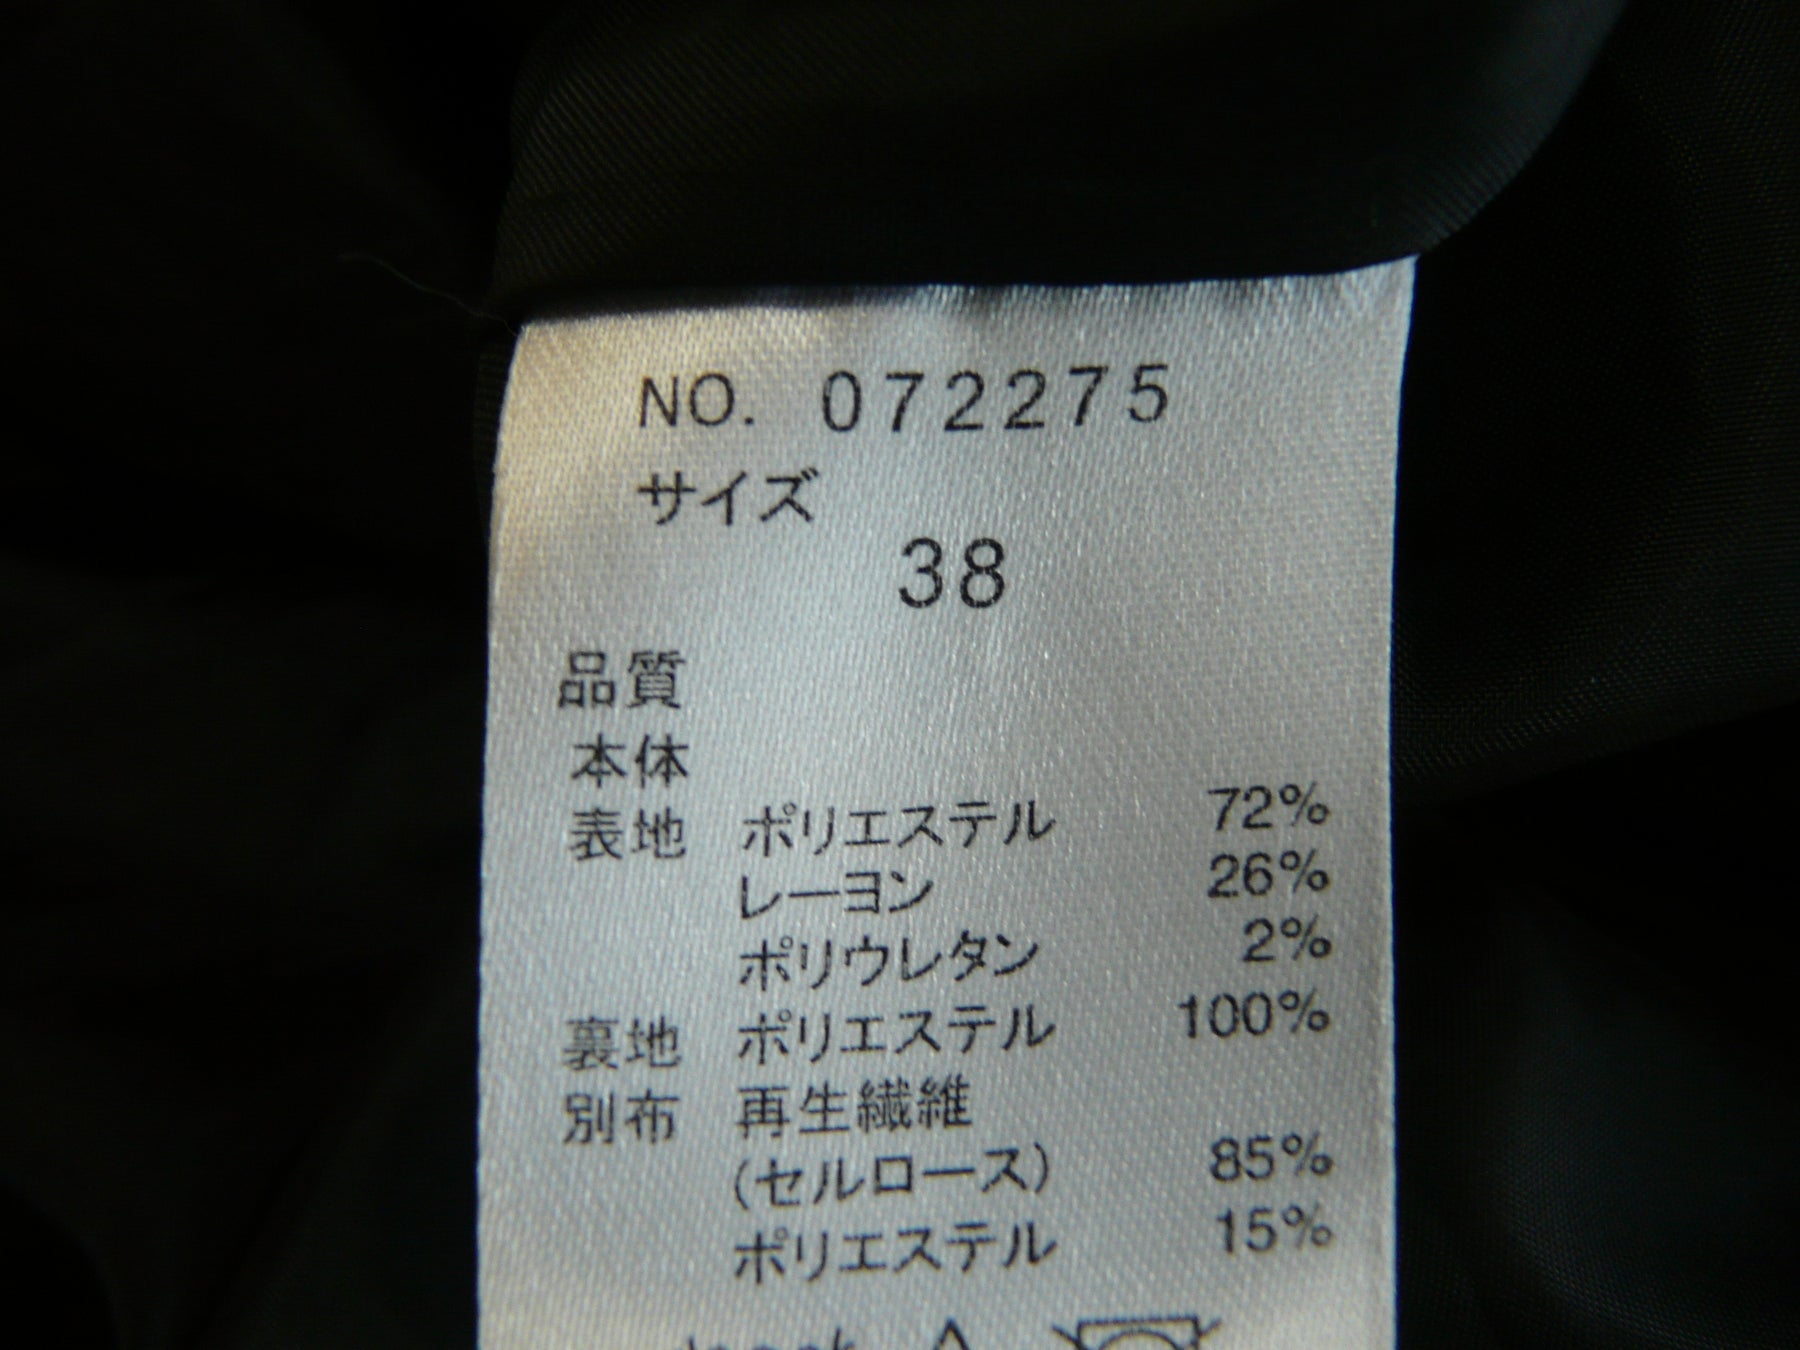 NO. 072275
サイズ
38
品質
本体
表地 ポリエステル 72%
レーヨン 26%
ポリウレタン 2%
裏地 ポリエステル 100%
別布 再生繊維
(セルロース) 85%
ポリエステル 15%